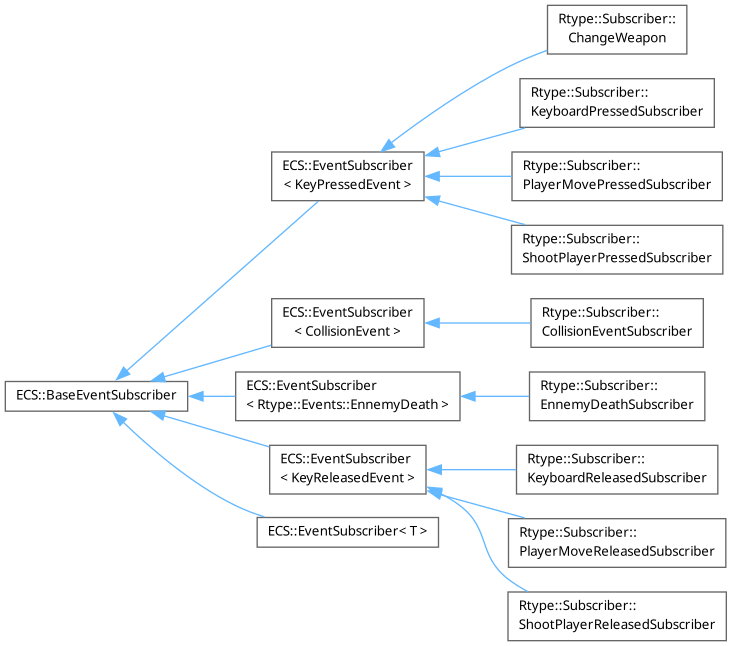 Rtype::Subscriber::
ChangeWeapon
Rtype::Subscriber::
KeyboardPressedSubscriber
ECS::EventSubscriber
< KeyPressedEvent >
Rtype::Subscriber::
PlayerMovePressedSubscriber
Rtype::Subscriber::
ShootPlayerPressedSubscriber
ECS::EventSubscriber
< CollisionEvent >
Rtype::Subscriber::
CollisionEventSubscriber
ECS::BaseEventSubscriber
ECS::EventSubscriber
< Rtype::Events::EnnemyDeath >
Rtype::Subscriber::
EnnemyDeathSubscriber
ECS::EventSubscriber
< KeyReleasedEvent >
Rtype::Subscriber::
KeyboardReleasedSubscriber
ECS::EventSubscriber< T >
Rtype::Subscriber::
PlayerMoveReleasedSubscriber
Rtype::Subscriber::
ShootPlayerReleasedSubscriber